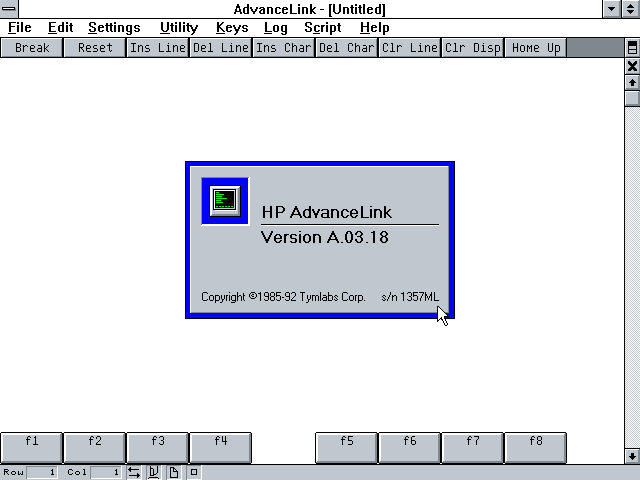 AdvanceLink - [Untitled]
File Edit Settings Utility Keys Log Script Help
Break Reset Ins Line Del Line Ins Char Del Char Clr Line Clr Disp Home Up
HP AdvanceLink
Version A.03.18
Copyright ©1985-92 Tymlabs Corp. s/n 1357ML
f1 f2 f3 f4 f5 f6 f7 f8
Row 1 Col 1